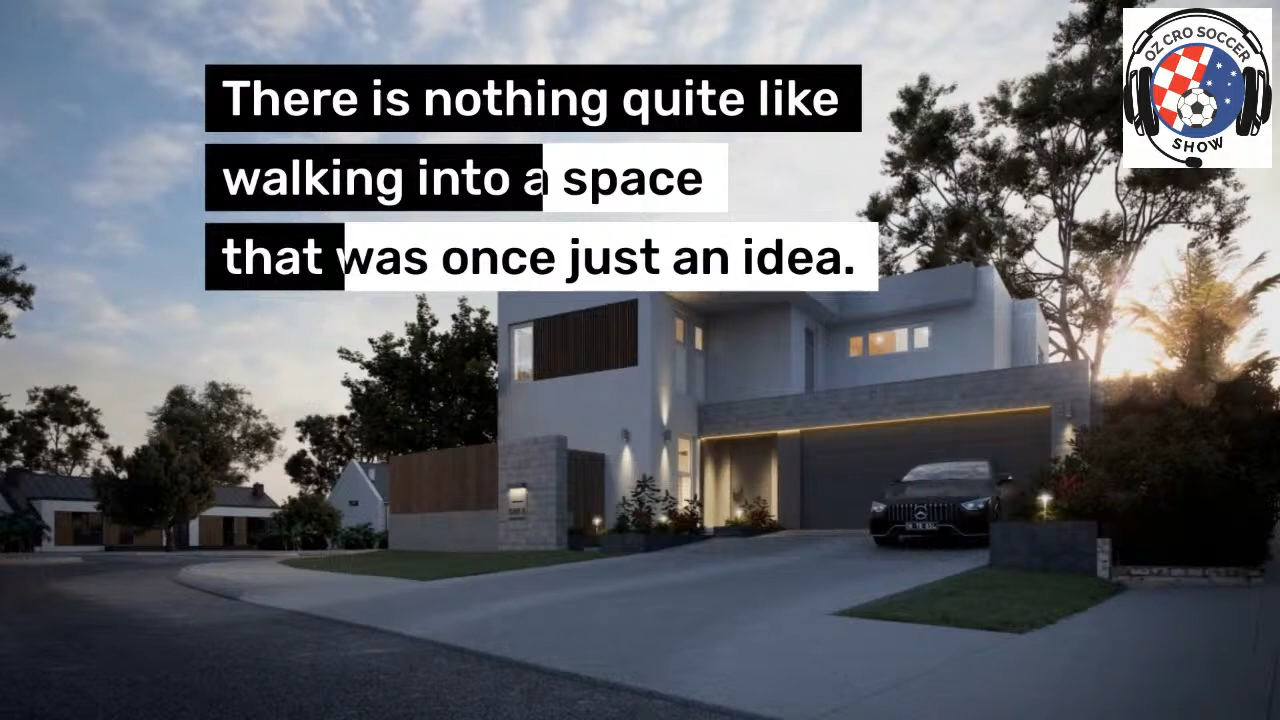 There is nothing quite like
walking into a space
that was once just an idea.
OZ CRO SOCCER
SHOW